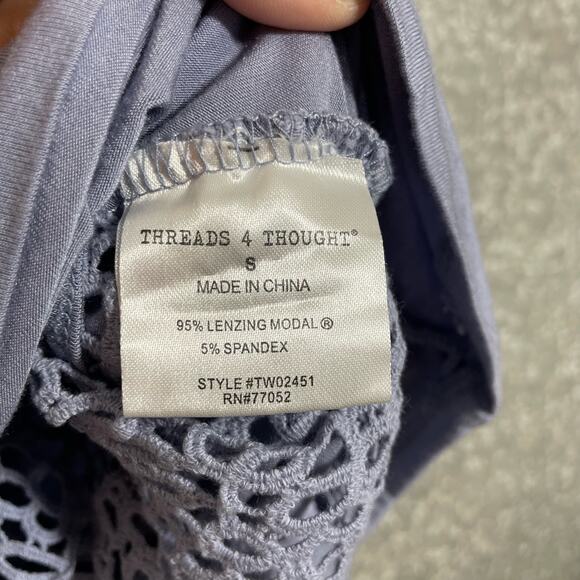 THREADS 4 THOUGHT®
S
MADE IN CHINA
95% LENZING MODAL®
5% SPANDEX
STYLE #TW02451
RN#77052